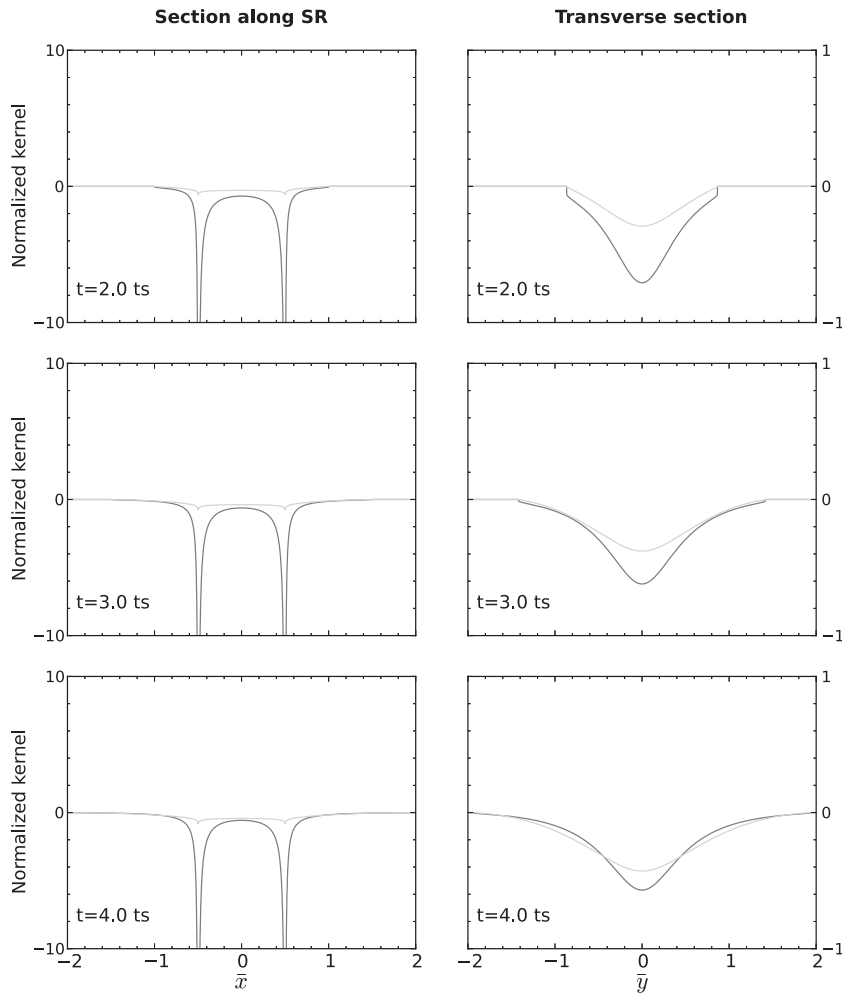 Section along SR
Transverse section
10
0
−10
Normalized kernel
t=2.0 ts
1
0
−1
t=2.0 ts
10
0
−10
Normalized kernel
t=3.0 ts
1
0
−1
t=3.0 ts
10
0
−10
Normalized kernel
t=4.0 ts
−2 −1 0 1 2
x̄
1
0
−1
t=4.0 ts
−2 −1 0 1 2
ȳ